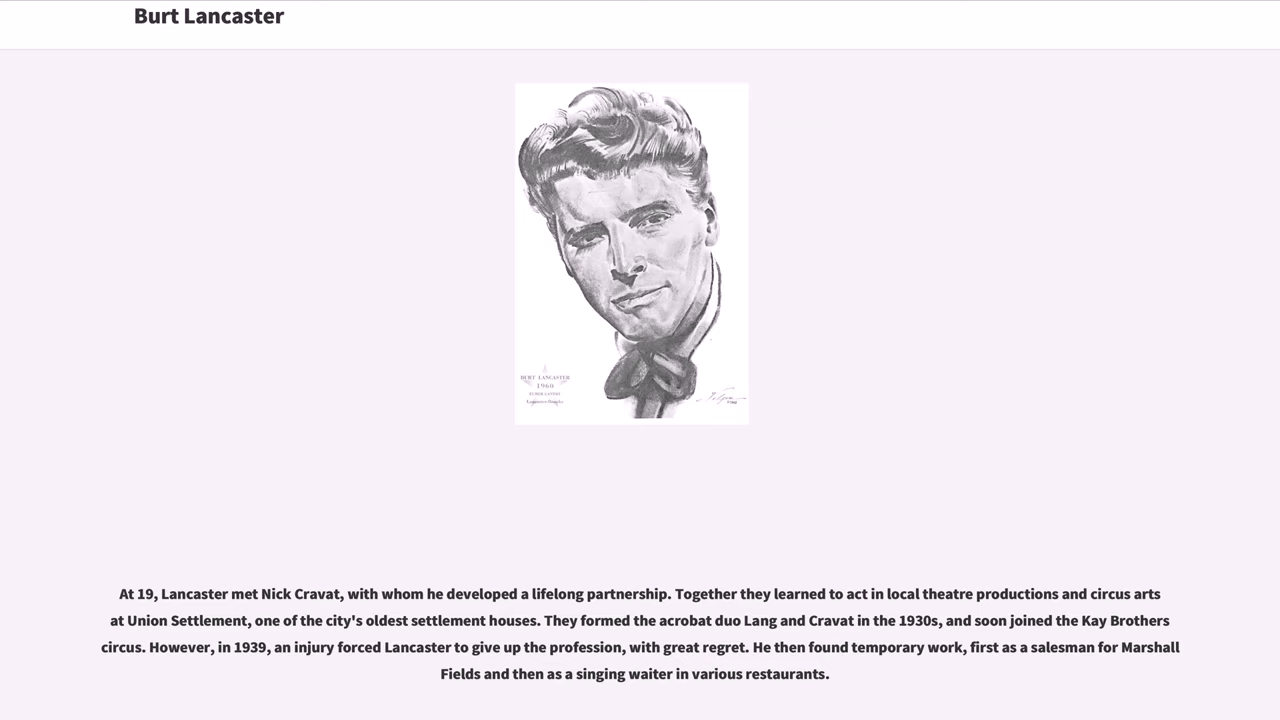 Burt Lancaster
BURT LANCASTER
1960
At 19, Lancaster met Nick Cravat, with whom he developed a lifelong partnership. Together they learned to act in local theatre productions and circus arts
at Union Settlement, one of the city's oldest settlement houses. They formed the acrobat duo Lang and Cravat in the 1930s, and soon joined the Kay Brothers
circus. However, in 1939, an injury forced Lancaster to give up the profession, with great regret. He then found temporary work, first as a salesman for Marshall
Fields and then as a singing waiter in various restaurants.